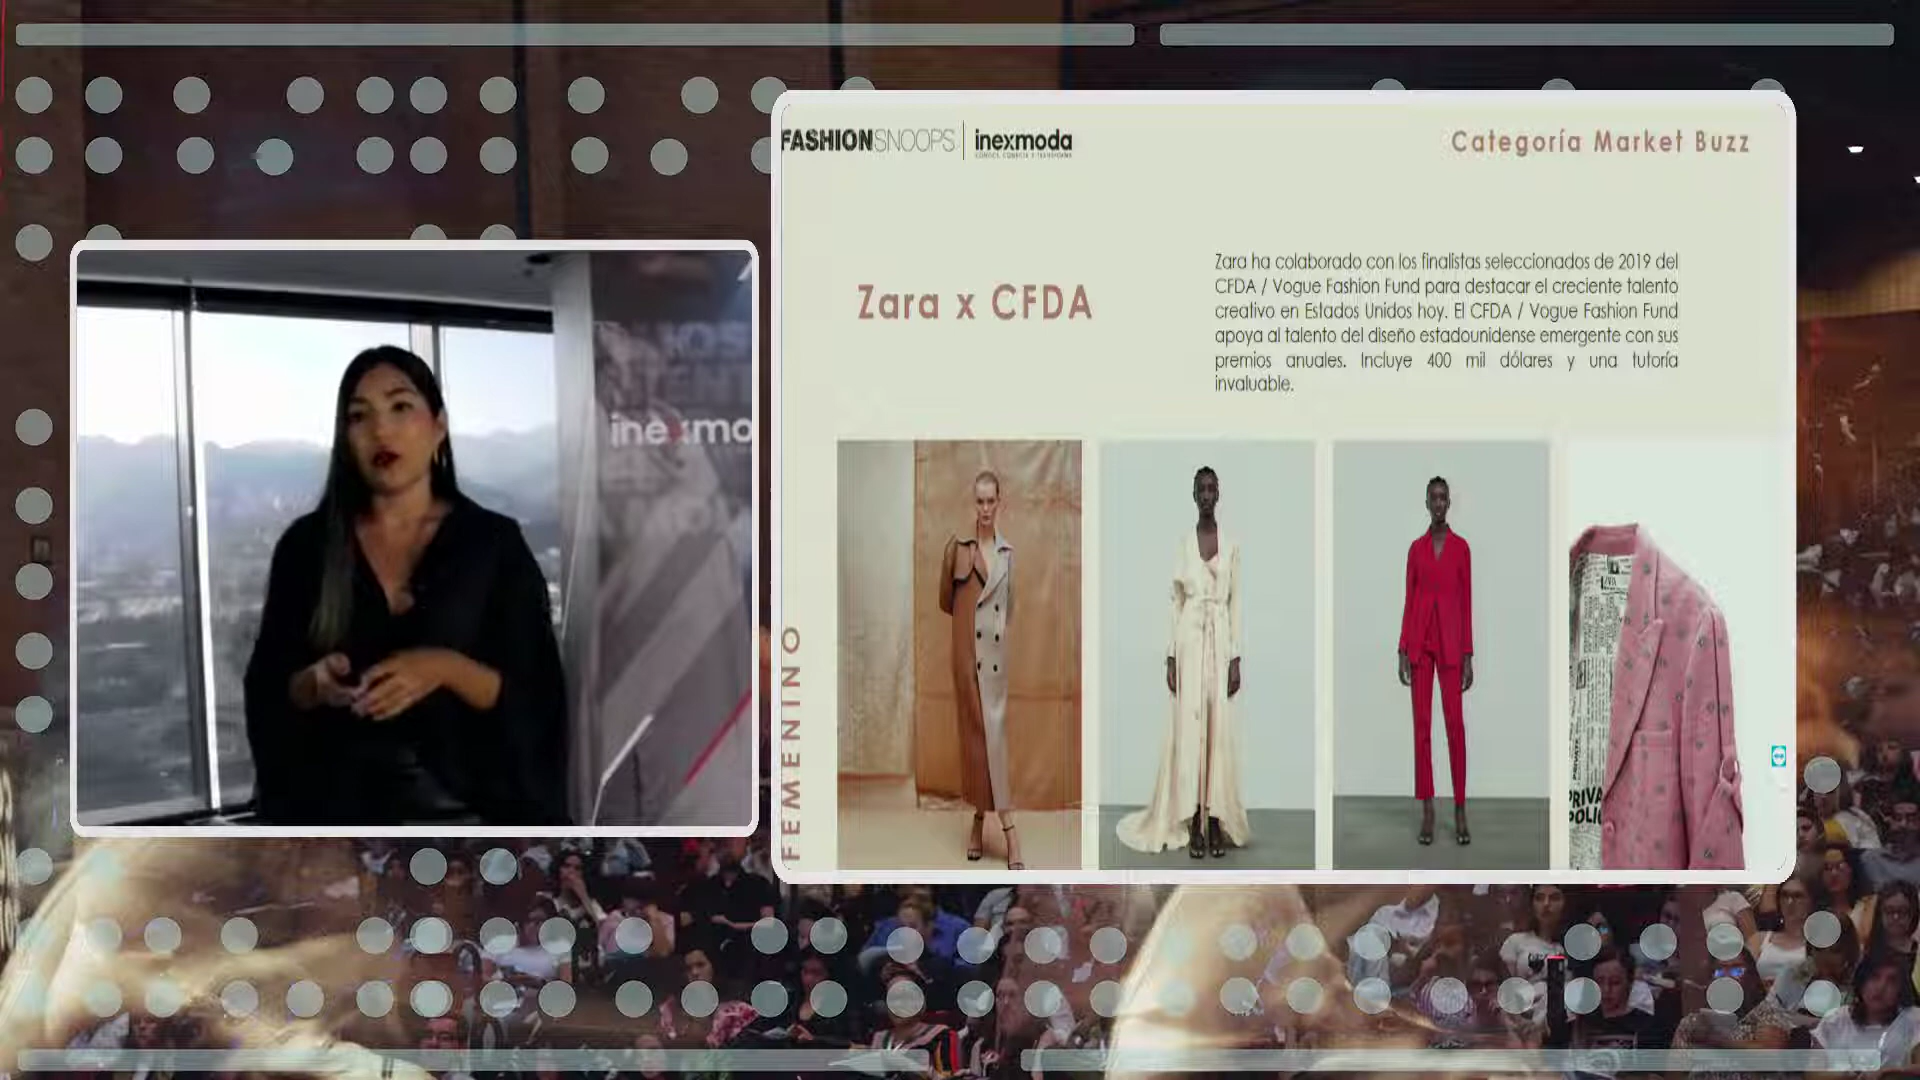 FASHIONSNOOPS inexmoda
Categoría Market Buzz
Zara x CFDA
Zara ha colaborado con los finalistas seleccionados de 2019 del
CFDA / Vogue Fashion Fund para destacar el creciente talento
creativo en Estados Unidos hoy. El CFDA / Vogue Fashion Fund
apoya al talento del diseño estadounidense emergente con sus
premios anuales. Incluye 400 mil dólares y una tutoría
invaluable.
FEMENINO
inexmo